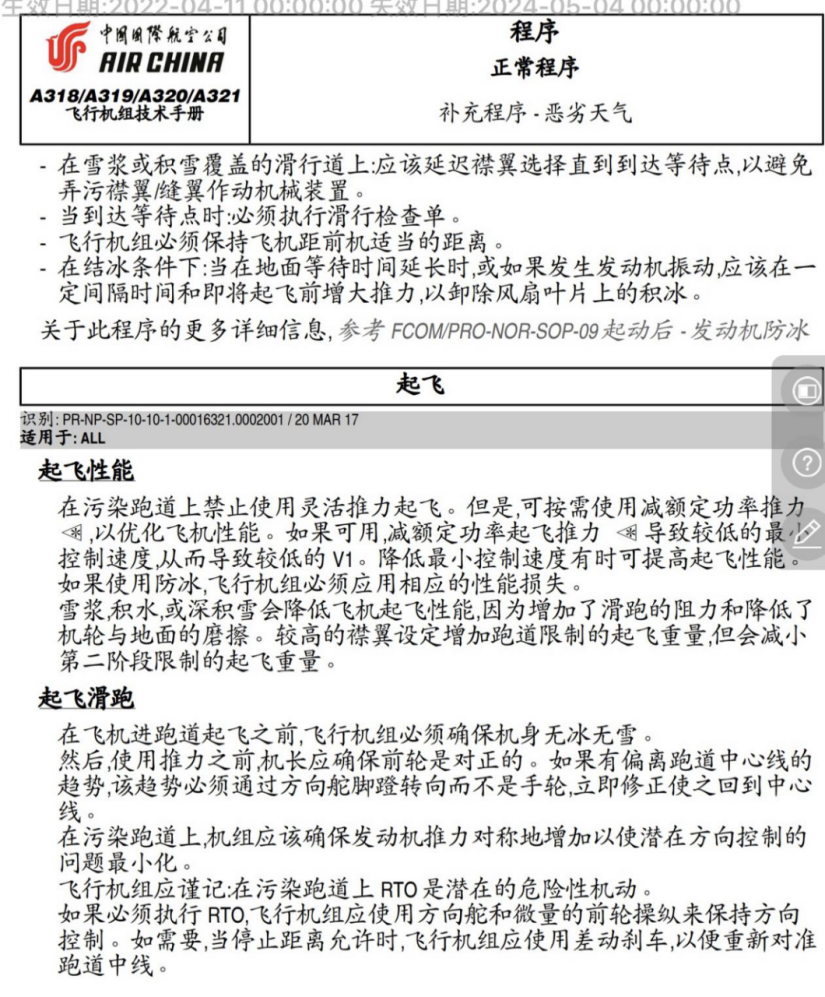 生效日期:2022-04-11 00:00:00 失效日期:2024-05-04 00:00:00
中国国际航空公司
AIR CHINA
A318/A319/A320/A321
飞行机组技术手册
程序
正常程序
补充程序 - 恶劣天气
- 在雪浆或积雪覆盖的滑行道上:应该延迟襟翼选择直到到达等待点,以避免
弄污襟翼/缝翼作动机械装置。
- 当到达等待点时:必须执行滑行检查单。
- 飞行机组必须保持飞机距前机适当的距离。
- 在结冰条件下:当在地面等待时间延长时,或如果发生发动机振动,应该在一
定间隔时间和即将起飞前增大推力,以卸除风扇叶片上的积冰。
关于此程序的更多详细信息, 参考 FCOM/PRO-NOR-SOP-09 起动后 - 发动机防冰
起飞
识别: PR-NP-SP-10-10-1-00016321.0002001 / 20 MAR 17
适用于: ALL
起飞性能
在污染跑道上禁止使用灵活推力起飞。但是,可按需使用减额定功率推力
,以优化飞机性能。如果可用,减额定功率起飞推力 导致较低的最小
控制速度,从而导致较低的 V1。降低最小控制速度有时可提高起飞性能。
如果使用防冰,飞行机组必须应用相应的性能损失。
雪浆,积水,或深积雪会降低飞机起飞性能,因为增加了滑跑的阻力和降低了
机轮与地面的磨擦。较高的襟翼设定增加跑道限制的起飞重量,但会减小
第二阶段限制的起飞重量。
起飞滑跑
在飞机进跑道起飞之前,飞行机组必须确保机身无冰无雪。
然后,使用推力之前,机长应确保前轮是对正的。如果有偏离跑道中心线的
趋势,该趋势必须通过方向舵脚蹬转向而不是手轮,立即修正使之回到中心
线。
在污染跑道上,机组应该确保发动机推力对称地增加以使潜在方向控制的
问题最小化。
飞行机组应谨记:在污染跑道上 RTO 是潜在的危险性机动。
如果必须执行 RTO,飞行机组应使用方向舵和微量的前轮操纵来保持方向
控制。如需要,当停止距离允许时,飞行机组应使用差动刹车,以便重新对准
跑道中线。